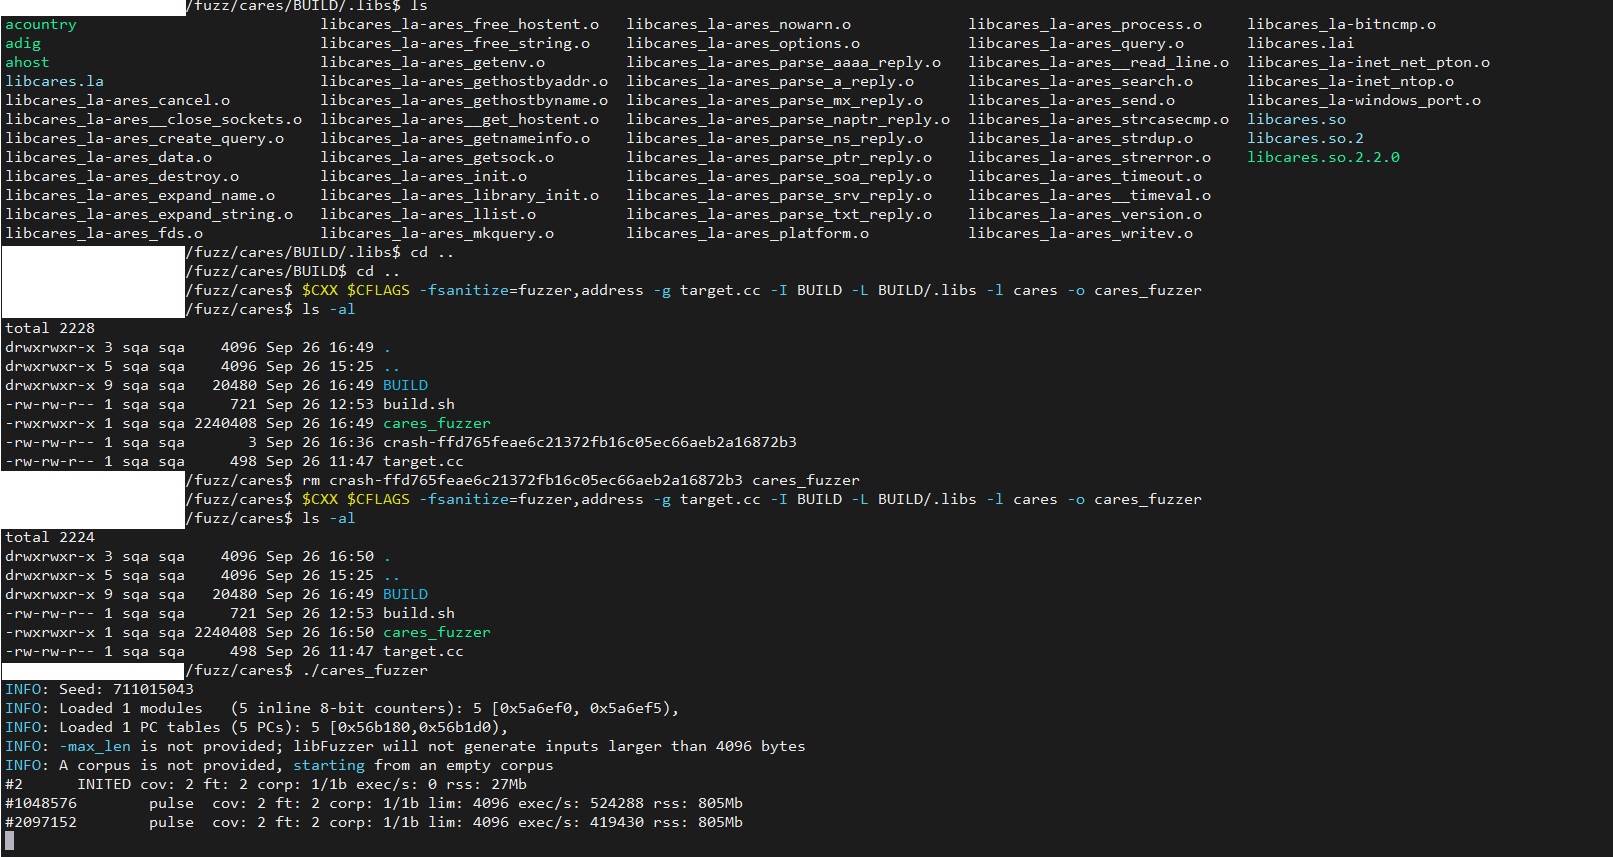 /fuzz/cares/BUILD/.libs$ ls
acountry libcares_la-ares_free_hostent.o libcares_la-ares_nowarn.o libcares_la-ares_process.o libcares_la-bitncmp.o
adig libcares_la-ares_free_string.o libcares_la-ares_options.o libcares_la-ares_query.o libcares.lai
ahost libcares_la-ares_getenv.o libcares_la-ares_parse_aaaa_reply.o libcares_la-ares__read_line.o libcares_la-inet_net_pton.o
libcares.la libcares_la-ares_gethostbyaddr.o libcares_la-ares_parse_a_reply.o libcares_la-ares_search.o libcares_la-inet_ntop.o
libcares_la-ares_cancel.o libcares_la-ares_gethostbyname.o libcares_la-ares_parse_mx_reply.o libcares_la-ares_send.o libcares_la-windows_port.o
libcares_la-ares__close_sockets.o libcares_la-ares__get_hostent.o libcares_la-ares_parse_naptr_reply.o libcares_la-ares_strcasecmp.o libcares.so
libcares_la-ares_create_query.o libcares_la-ares_getnameinfo.o libcares_la-ares_parse_ns_reply.o libcares_la-ares_strdup.o libcares.so.2
libcares_la-ares_data.o libcares_la-ares_getsock.o libcares_la-ares_parse_ptr_reply.o libcares_la-ares_strerror.o libcares.so.2.2.0
libcares_la-ares_destroy.o libcares_la-ares_init.o libcares_la-ares_parse_soa_reply.o libcares_la-ares_timeout.o
libcares_la-ares_expand_name.o libcares_la-ares_library_init.o libcares_la-ares_parse_srv_reply.o libcares_la-ares__timeval.o
libcares_la-ares_expand_string.o libcares_la-ares_llist.o libcares_la-ares_parse_txt_reply.o libcares_la-ares_version.o
libcares_la-ares_fds.o libcares_la-ares_mkquery.o libcares_la-ares_platform.o libcares_la-ares_writev.o
/fuzz/cares/BUILD/.libs$ cd ..
/fuzz/cares/BUILD$ cd ..
/fuzz/cares$ $CXX $CFLAGS -fsanitize=fuzzer,address -g target.cc -I BUILD -L BUILD/.libs -l cares -o cares_fuzzer
/fuzz/cares$ ls -al
total 2228
drwxrwxr-x 3 sqa sqa 4096 Sep 26 16:49 .
drwxrwxr-x 5 sqa sqa 4096 Sep 26 15:25 ..
drwxrwxr-x 9 sqa sqa 20480 Sep 26 16:49 BUILD
-rw-rw-r-- 1 sqa sqa 721 Sep 26 12:53 build.sh
-rwxrwxr-x 1 sqa sqa 2240408 Sep 26 16:49 cares_fuzzer
-rw-rw-r-- 1 sqa sqa 3 Sep 26 16:36 crash-ffd765feae6c21372fb16c05ec66aeb2a16872b3
-rw-rw-r-- 1 sqa sqa 498 Sep 26 11:47 target.cc
/fuzz/cares$ rm crash-ffd765feae6c21372fb16c05ec66aeb2a16872b3 cares_fuzzer
/fuzz/cares$ $CXX $CFLAGS -fsanitize=fuzzer,address -g target.cc -I BUILD -L BUILD/.libs -l cares -o cares_fuzzer
/fuzz/cares$ ls -al
total 2224
drwxrwxr-x 3 sqa sqa 4096 Sep 26 16:50 .
drwxrwxr-x 5 sqa sqa 4096 Sep 26 15:25 ..
drwxrwxr-x 9 sqa sqa 20480 Sep 26 16:49 BUILD
-rw-rw-r-- 1 sqa sqa 721 Sep 26 12:53 build.sh
-rwxrwxr-x 1 sqa sqa 2240408 Sep 26 16:50 cares_fuzzer
-rw-rw-r-- 1 sqa sqa 498 Sep 26 11:47 target.cc
/fuzz/cares$ ./cares_fuzzer
INFO: Seed: 711015043
INFO: Loaded 1 modules (5 inline 8-bit counters): 5 [0x5a6ef0, 0x5a6ef5),
INFO: Loaded 1 PC tables (5 PCs): 5 [0x56b180,0x56b1d0),
INFO: -max_len is not provided; libFuzzer will not generate inputs larger than 4096 bytes
INFO: A corpus is not provided, starting from an empty corpus
#2 INITED cov: 2 ft: 2 corp: 1/1b exec/s: 0 rss: 27Mb
#1048576 pulse cov: 2 ft: 2 corp: 1/1b lim: 4096 exec/s: 524288 rss: 805Mb
#2097152 pulse cov: 2 ft: 2 corp: 1/1b lim: 4096 exec/s: 419430 rss: 805Mb